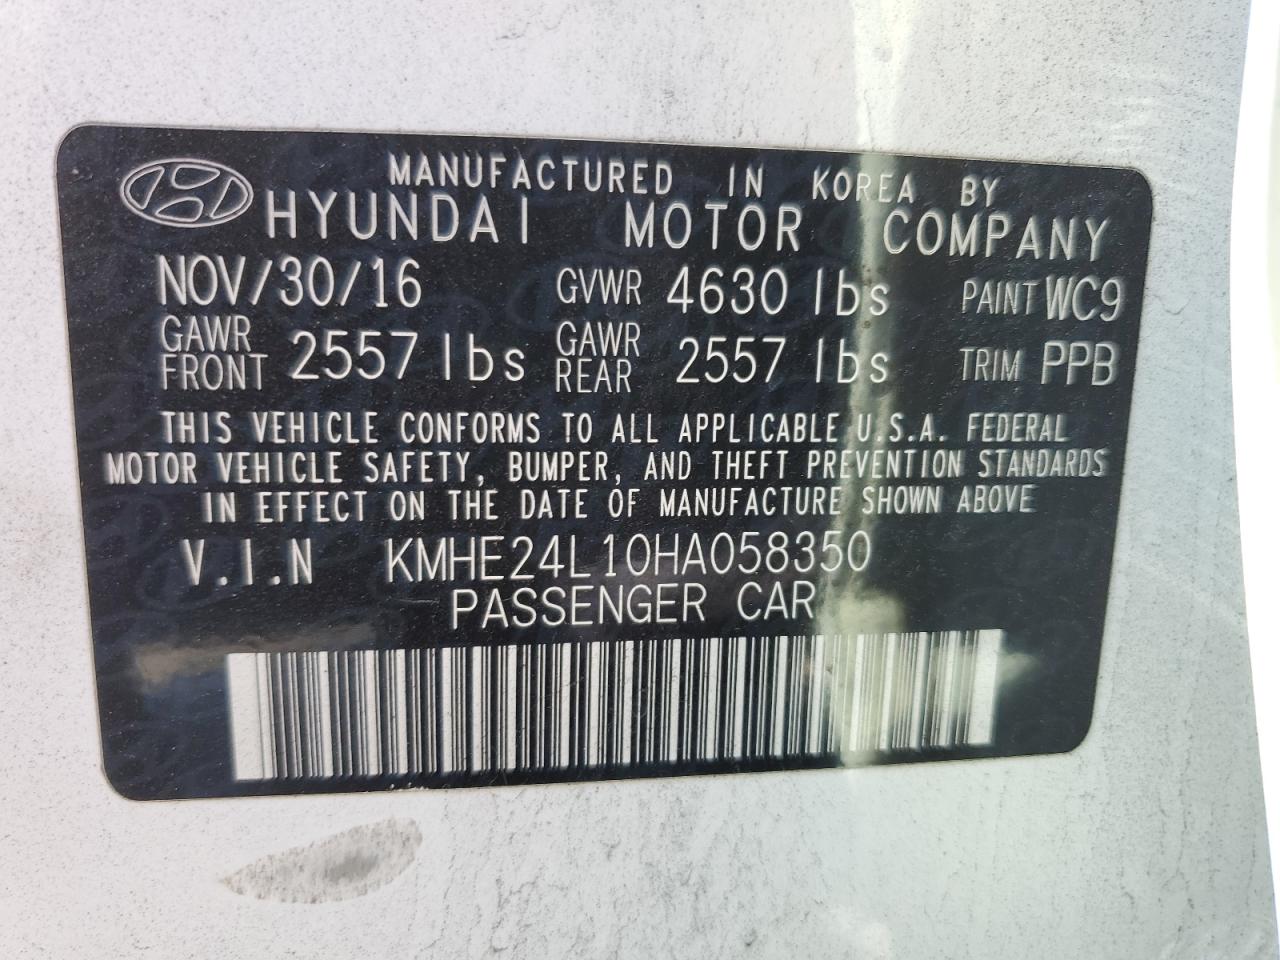 MANUFACTURED IN KOREA BY
HYUNDAI MOTOR COMPANY
NOV/30/16 GVWR 4630 lbs PAINT WC9
GAWR FRONT 2557 lbs GAWR REAR 2557 lbs TRIM PPB
THIS VEHICLE CONFORMS TO ALL APPLICABLE U.S.A. FEDERAL
MOTOR VEHICLE SAFETY, BUMPER, AND THEFT PREVENTION STANDARDS
IN EFFECT ON THE DATE OF MANUFACTURE SHOWN ABOVE
V.I.N KMHE24L10HA058350
PASSENGER CAR